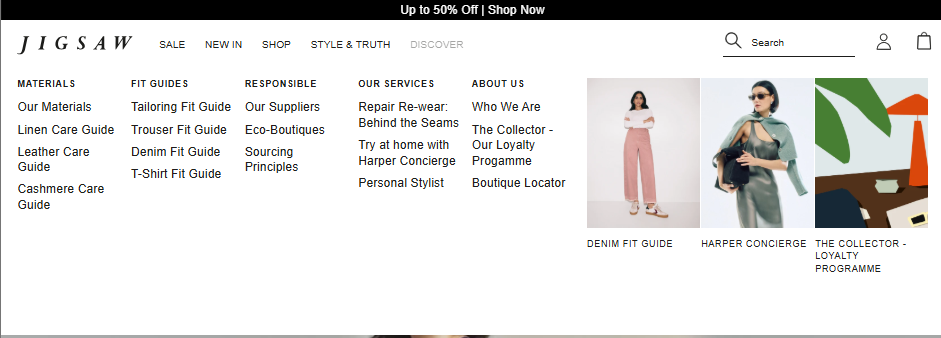 Up to 50% Off | Shop Now
JIGSAW
SALE NEW IN SHOP STYLE & TRUTH DISCOVER
Search
MATERIALS
Our Materials
Linen Care Guide
Leather Care
Guide
Cashmere Care
Guide
FIT GUIDES
Tailoring Fit Guide
Trouser Fit Guide
Denim Fit Guide
T-Shirt Fit Guide
RESPONSIBLE
Our Suppliers
Eco-Boutiques
Sourcing
Principles
OUR SERVICES
Repair Re-wear:
Behind the Seams
Try at home with
Harper Concierge
Personal Stylist
ABOUT US
Who We Are
The Collector -
Our Loyalty
Progamme
Boutique Locator
DENIM FIT GUIDE
HARPER CONCIERGE
THE COLLECTOR -
LOYALTY
PROGRAMME